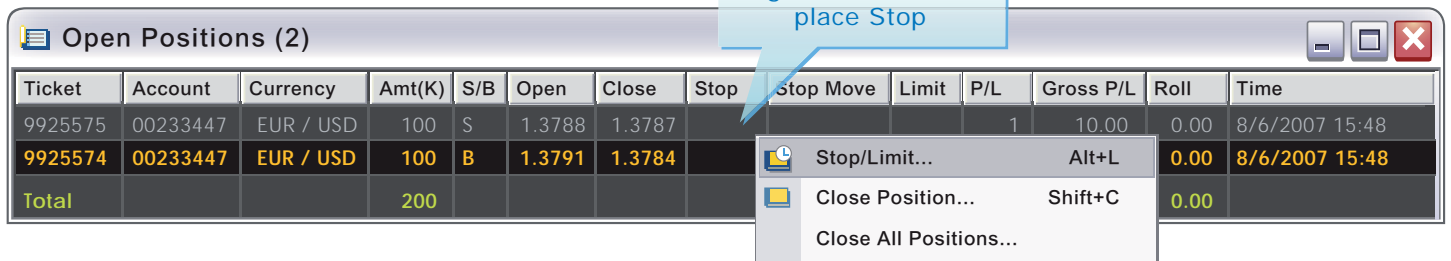 place Stop
Open Positions (2)
Ticket Account Currency Amt(K) S/B Open Close Stop Stop Move Limit P/L Gross P/L Roll Time
9925575 00233447 EUR / USD 100 S 1.3788 1.3787 1 10.00 0.00 8/6/2007 15:48
9925574 00233447 EUR / USD 100 B 1.3791 1.3784 0.00 8/6/2007 15:48
Stop/Limit... Alt+L
Total 200 0.00
Close Position... Shift+C
Close All Positions...